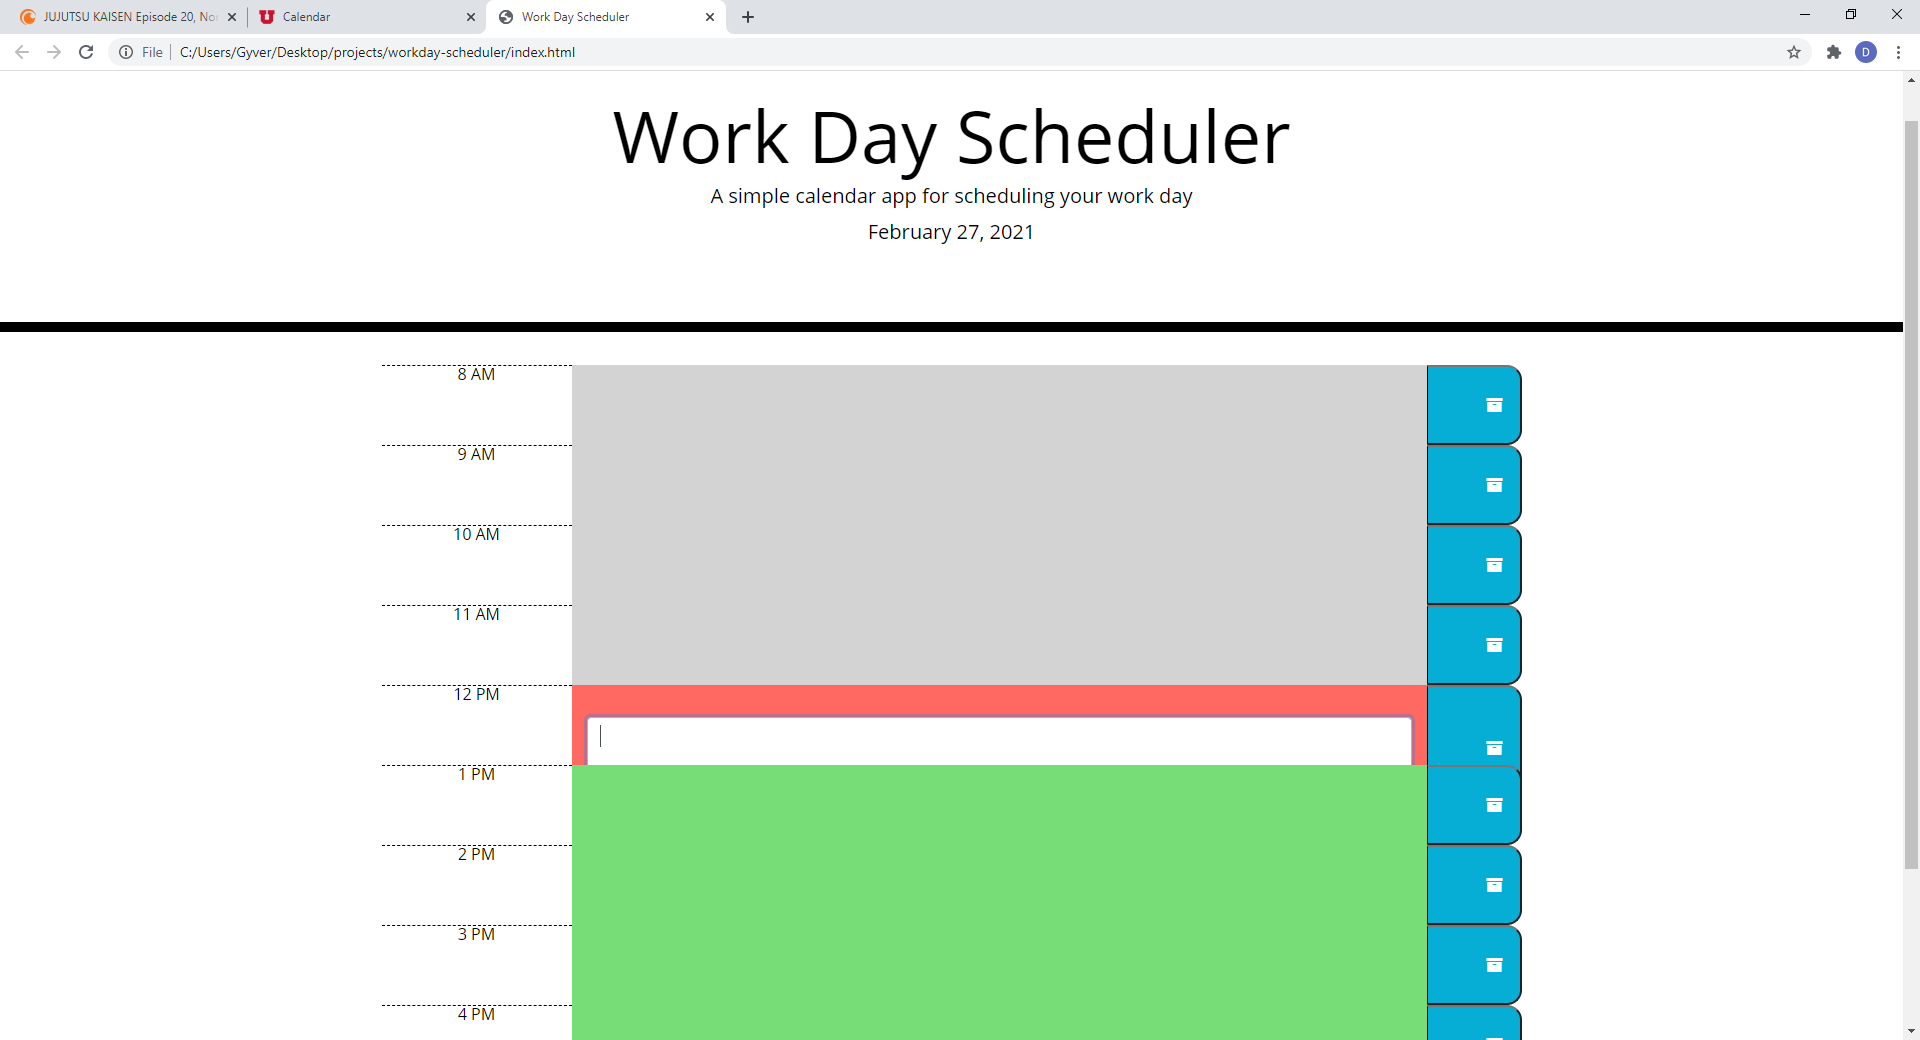 JUJUTSU KAISEN Episode 20, No
Calendar
Work Day Scheduler
File
C:/Users/Gyver/Desktop/projects/workday-scheduler/index.html
D
Work Day Scheduler
A simple calendar app for scheduling your work day
February 27, 2021
8 AM
9 AM
10 AM
11 AM
12 PM
1 PM
2 PM
3 PM
4 PM